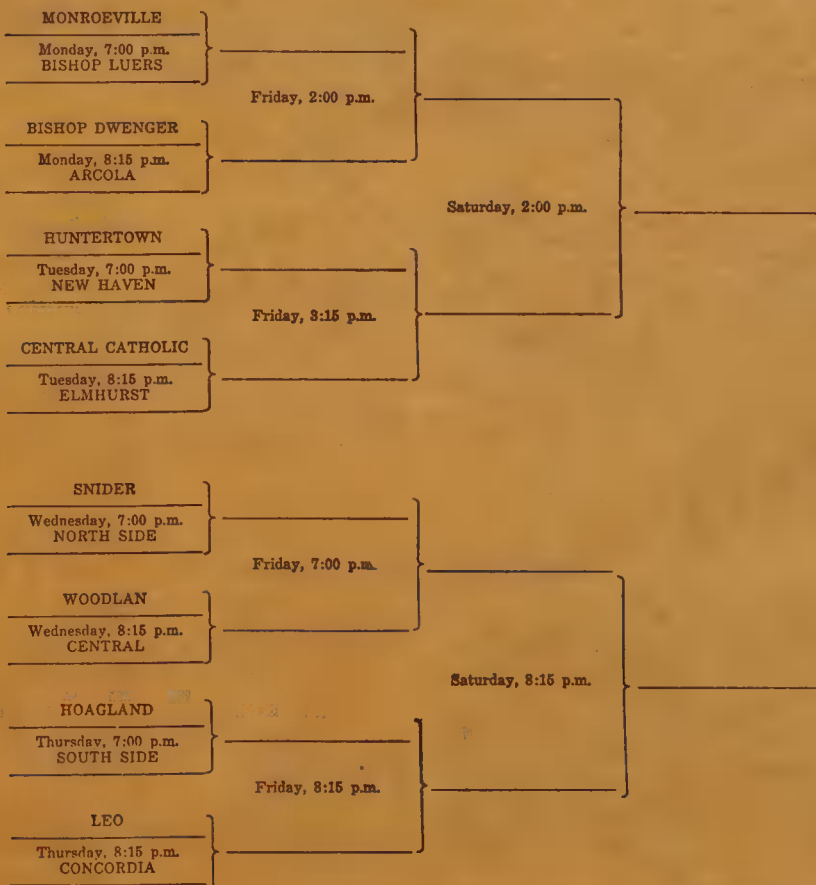 MONROEVILLE
Monday, 7:00 p.m.
BISHOP LUERS
Friday, 2:00 p.m.
BISHOP DWENGER
Monday, 8:15 p.m.
ARCOLA
Saturday, 2:00 p.m.
HUNTERTOWN
Tuesday, 7:00 p.m.
NEW HAVEN
Friday, 3:15 p.m.
CENTRAL CATHOLIC
Tuesday, 8:15 p.m.
ELMHURST
SNIDER
Wednesday, 7:00 p.m.
NORTH SIDE
Friday, 7:00 p.m.
WOODLAN
Wednesday, 8:15 p.m.
CENTRAL
Saturday, 3:15 p.m.
HOAGLAND
Thursday, 7:00 p.m.
SOUTH SIDE
Friday, 8:15 p.m.
LEO
Thursday, 8:15 p.m.
CONCORDIA